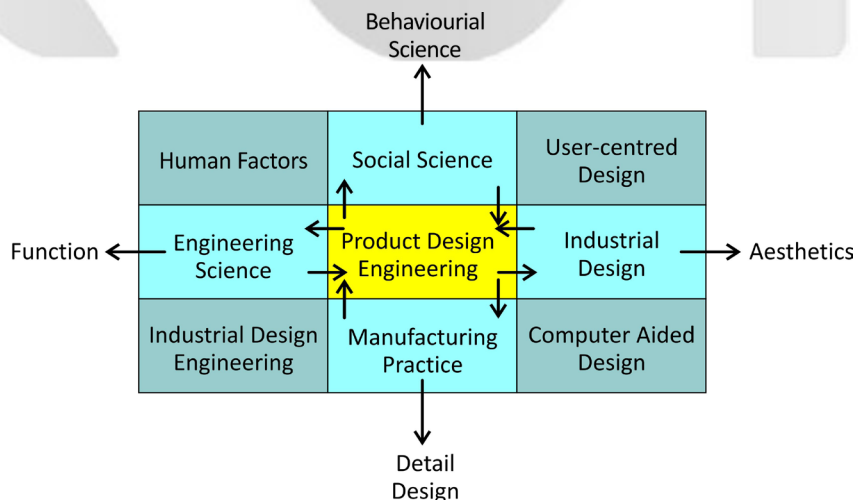 Behaviourial
Science
Human Factors
Social Science
User-centred
Design
Function
Engineering
Science
Product Design
Engineering
Industrial
Design
Aesthetics
Industrial Design
Engineering
Manufacturing
Practice
Computer Aided
Design
Detail
Design